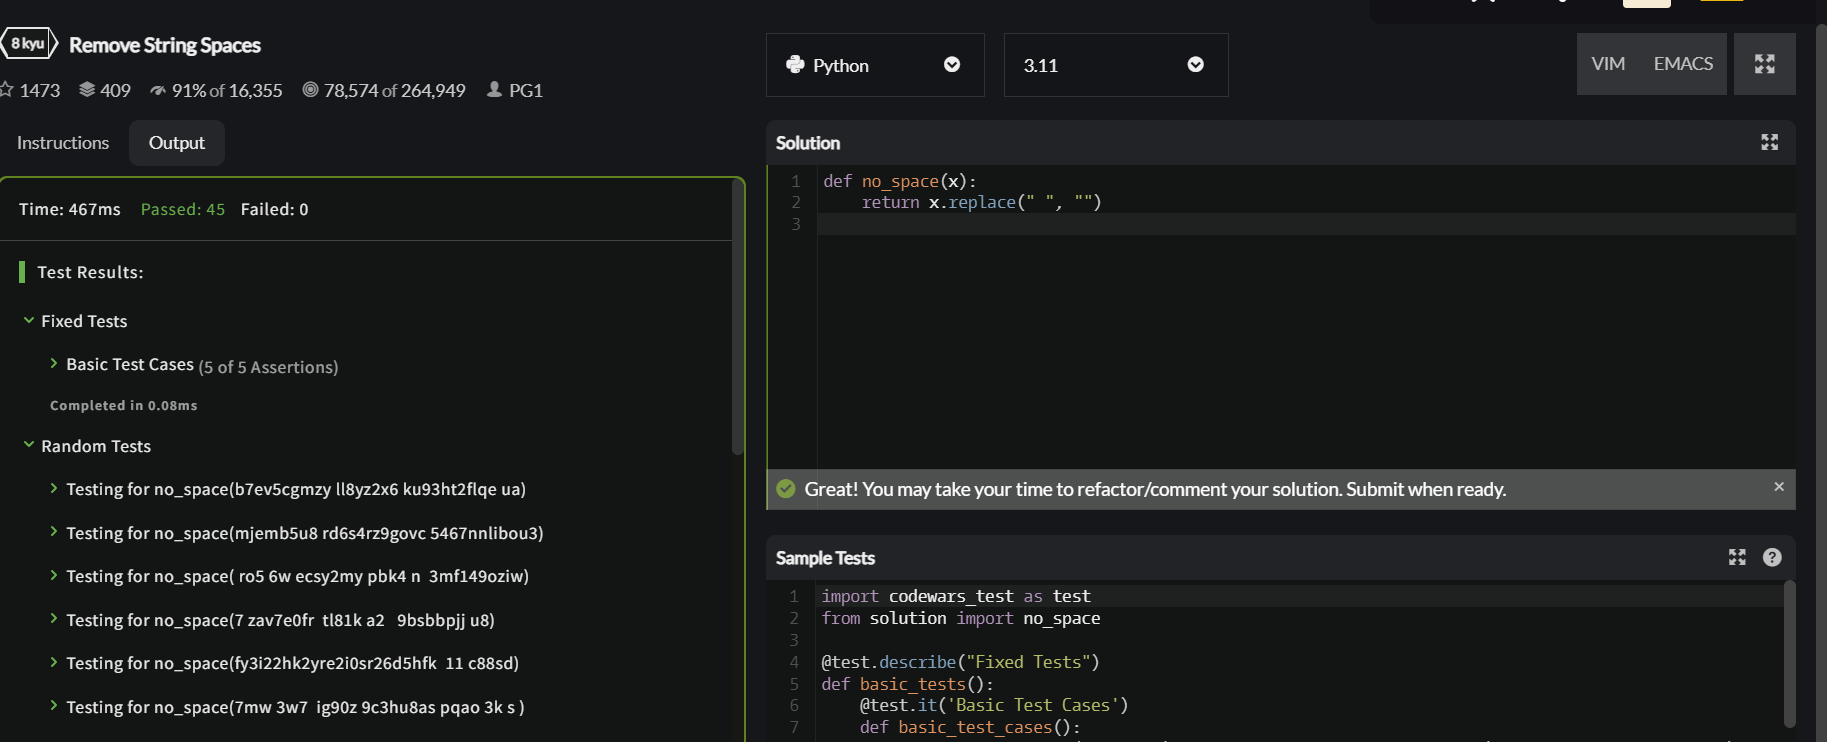 8 kyu Remove String Spaces
1473 409 91% of 16,355 78,574 of 264,949 PG1
Instructions Output
Time: 467ms Passed: 45 Failed: 0
Test Results:
Fixed Tests
Basic Test Cases (5 of 5 Assertions)
Completed in 0.08ms
Random Tests
Testing for no_space(b7ev5cgmzy ll8yz2x6 ku93ht2flqe ua)
Testing for no_space(mjemb5u8 rd6s4rz9govc 5467nnlibou3)
Testing for no_space( ro5 6w ecsy2my pbk4 n  3mf149oziw)
Testing for no_space(7 zav7e0fr  tl81k a2   9bsbbpjj u8)
Testing for no_space(fy3i22hk2yre2i0sr26d5hfk  11 c88sd)
Testing for no_space(7mw 3w7  ig90z 9c3hu8as pqao 3k s )
Python 3.11 VIM EMACS
Solution
1 def no_space(x):
2     return x.replace(" ", "")
3
Great! You may take your time to refactor/comment your solution. Submit when ready. ×
Sample Tests ?
1 import codewars_test as test
2 from solution import no_space
3
4 @test.describe("Fixed Tests")
5 def basic_tests():
6     @test.it('Basic Test Cases')
7     def basic_test_cases():